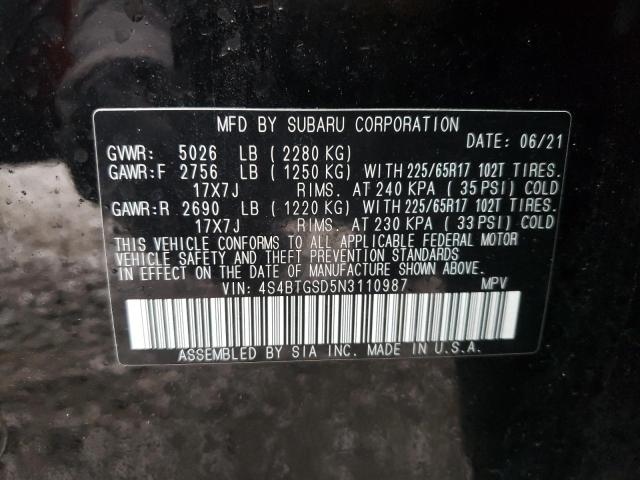 MFD BY SUBARU CORPORATION
DATE: 06/21
GVWR: 5026 LB (2280 KG)
GAWR:F 2756 LB (1250 KG) WITH 225/65R17 102T TIRES.
17X7J RIMS. AT 240 KPA (35 PSI) COLD
GAWR:R 2690 LB (1220 KG) WITH 225/65R17 102T TIRES.
17X7J RIMS. AT 230 KPA (33 PSI) COLD
THIS VEHICLE CONFORMS TO ALL APPLICABLE FEDERAL MOTOR
VEHICLE SAFETY AND THEFT PREVENTION STANDARDS
IN EFFECT ON THE DATE OF MANUFACTURE SHOWN ABOVE.
VIN: 4S4BTGSD5N3110987 MPV
ASSEMBLED BY SIA INC. MADE IN U.S.A.